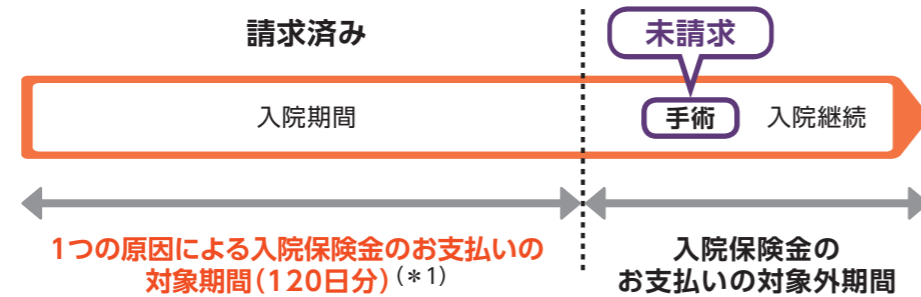 請求済み
未請求
入院期間
手術
入院継続
1つの原因による入院保険金のお支払いの
対象期間(120日分)(*1)
入院保険金の
お支払いの対象外期間